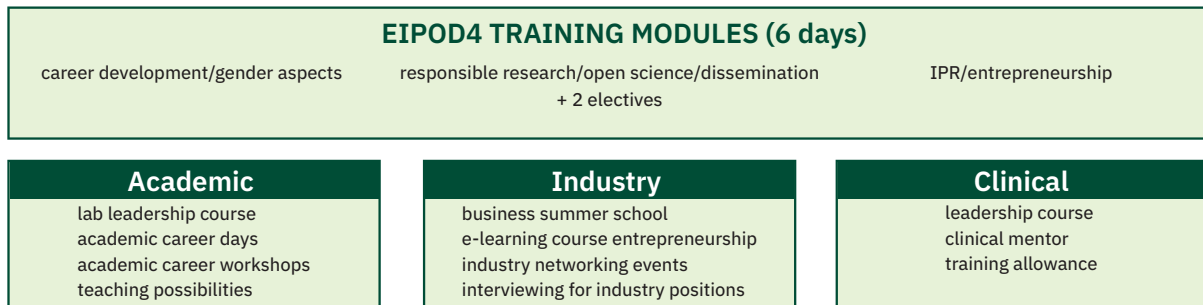 EIPOD4 TRAINING MODULES (6 days)
career development/gender aspects
responsible research/open science/dissemination
+ 2 electives
IPR/entrepreneurship
Academic
lab leadership course
academic career days
academic career workshops
teaching possibilities
Industry
business summer school
e-learning course entrepreneurship
industry networking events
interviewing for industry positions
Clinical
leadership course
clinical mentor
training allowance